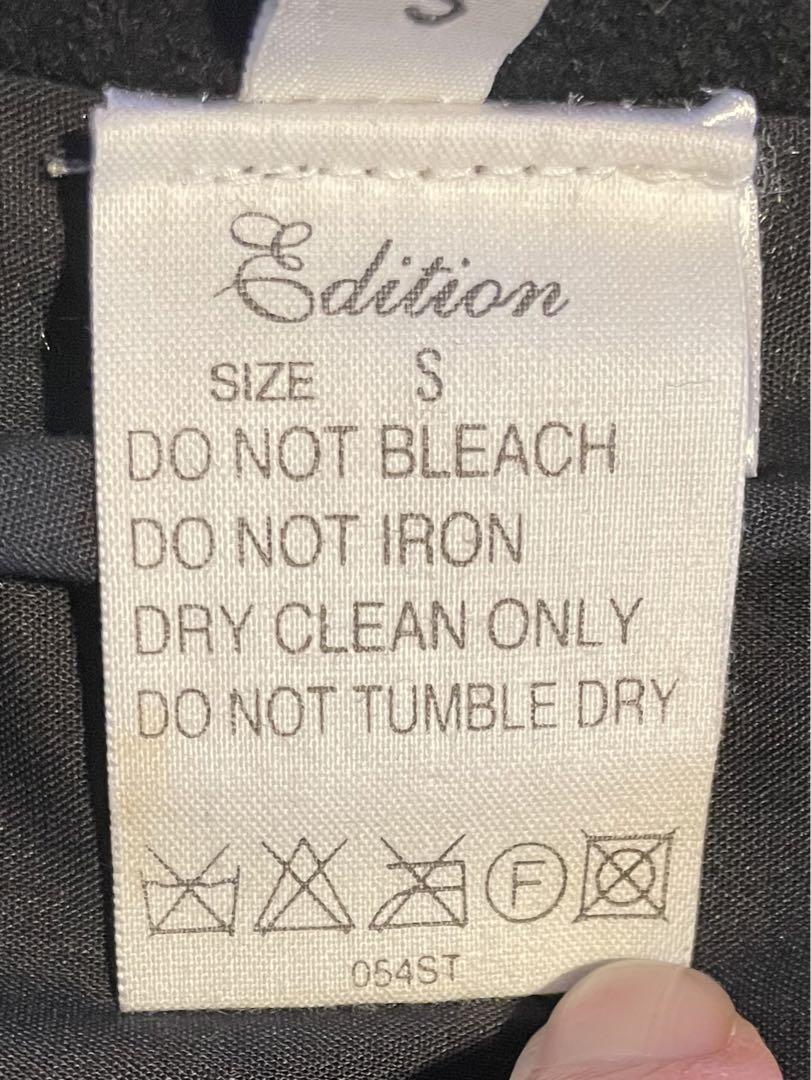 Edition
SIZE S
DO NOT BLEACH
DO NOT IRON
DRY CLEAN ONLY
DO NOT TUMBLE DRY
F
054ST